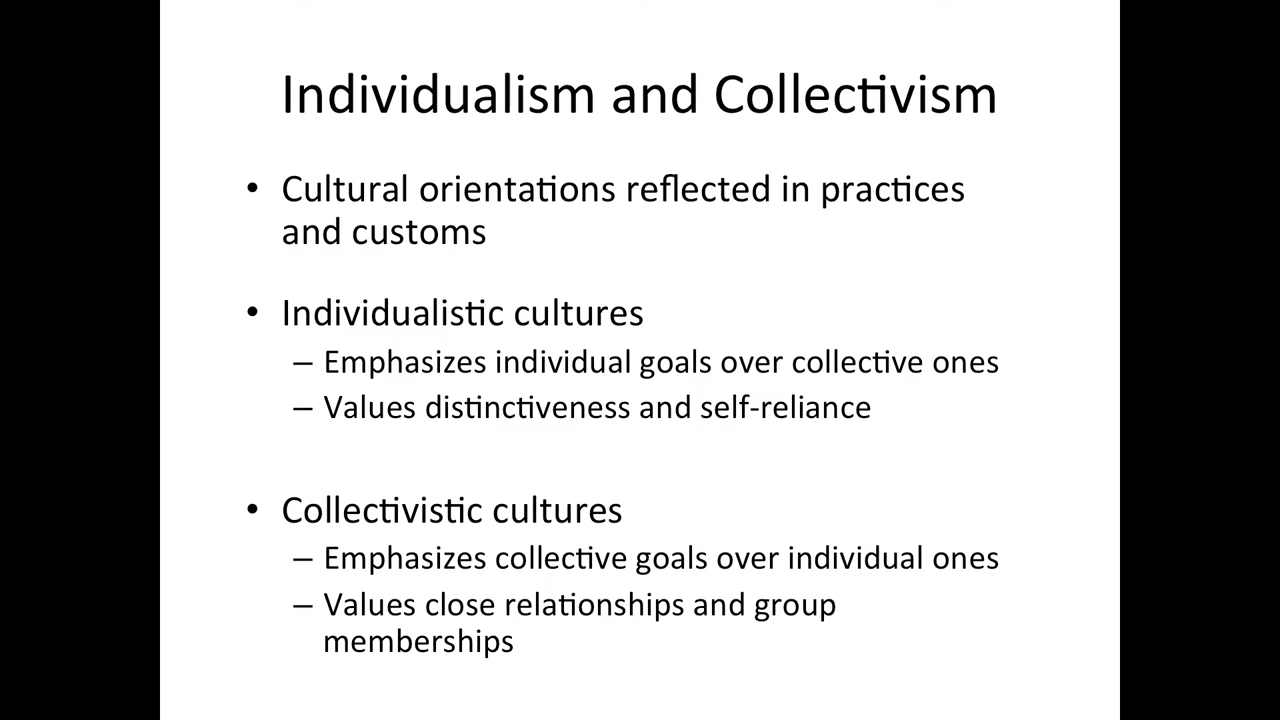 Individualism and Collectivism
• Cultural orientations reflected in practices
and customs
• Individualistic cultures
– Emphasizes individual goals over collective ones
– Values distinctiveness and self-reliance
• Collectivistic cultures
– Emphasizes collective goals over individual ones
– Values close relationships and group
memberships